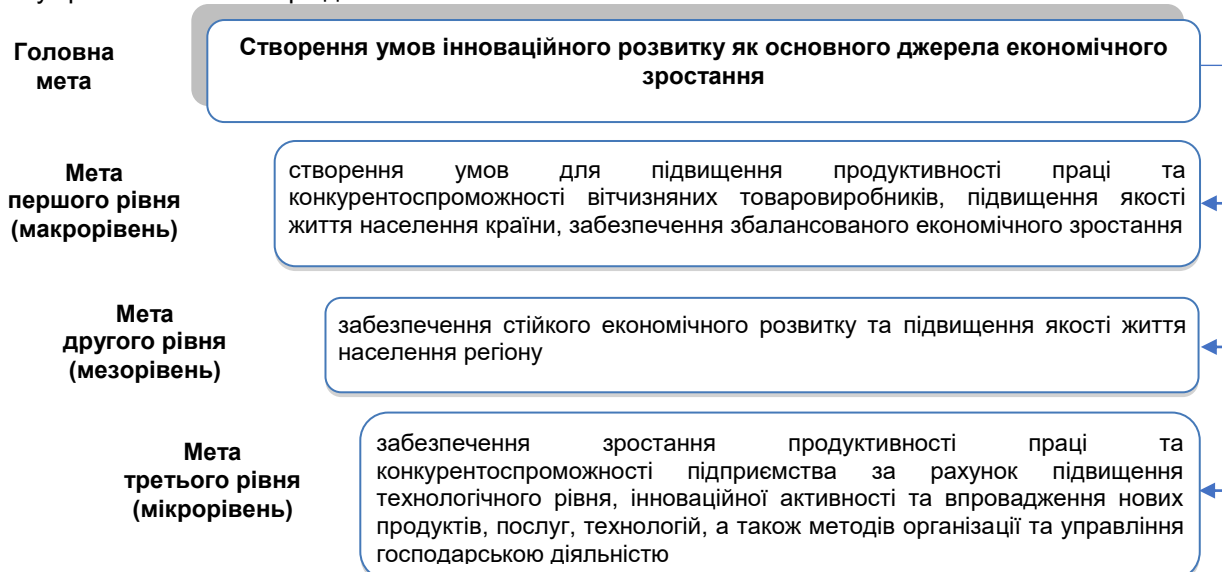 Головна
мета
Створення умов інноваційного розвитку як основного джерела економічного
зростання
Мета
першого рівня
(макрорівень)
створення умов для підвищення продуктивності праці та
конкурентоспроможності вітчизняних товаровиробників, підвищення якості
життя населення країни, забезпечення збалансованого економічного зростання
Мета
другого рівня
(мезорівень)
забезпечення стійкого економічного розвитку та підвищення якості життя
населення регіону
Мета
третього рівня
(мікрорівень)
забезпечення зростання продуктивності праці та
конкурентоспроможності підприємства за рахунок підвищення
технологічного рівня, інноваційної активності та впровадження нових
продуктів, послуг, технологій, а також методів організації та управління
господарською діяльністю